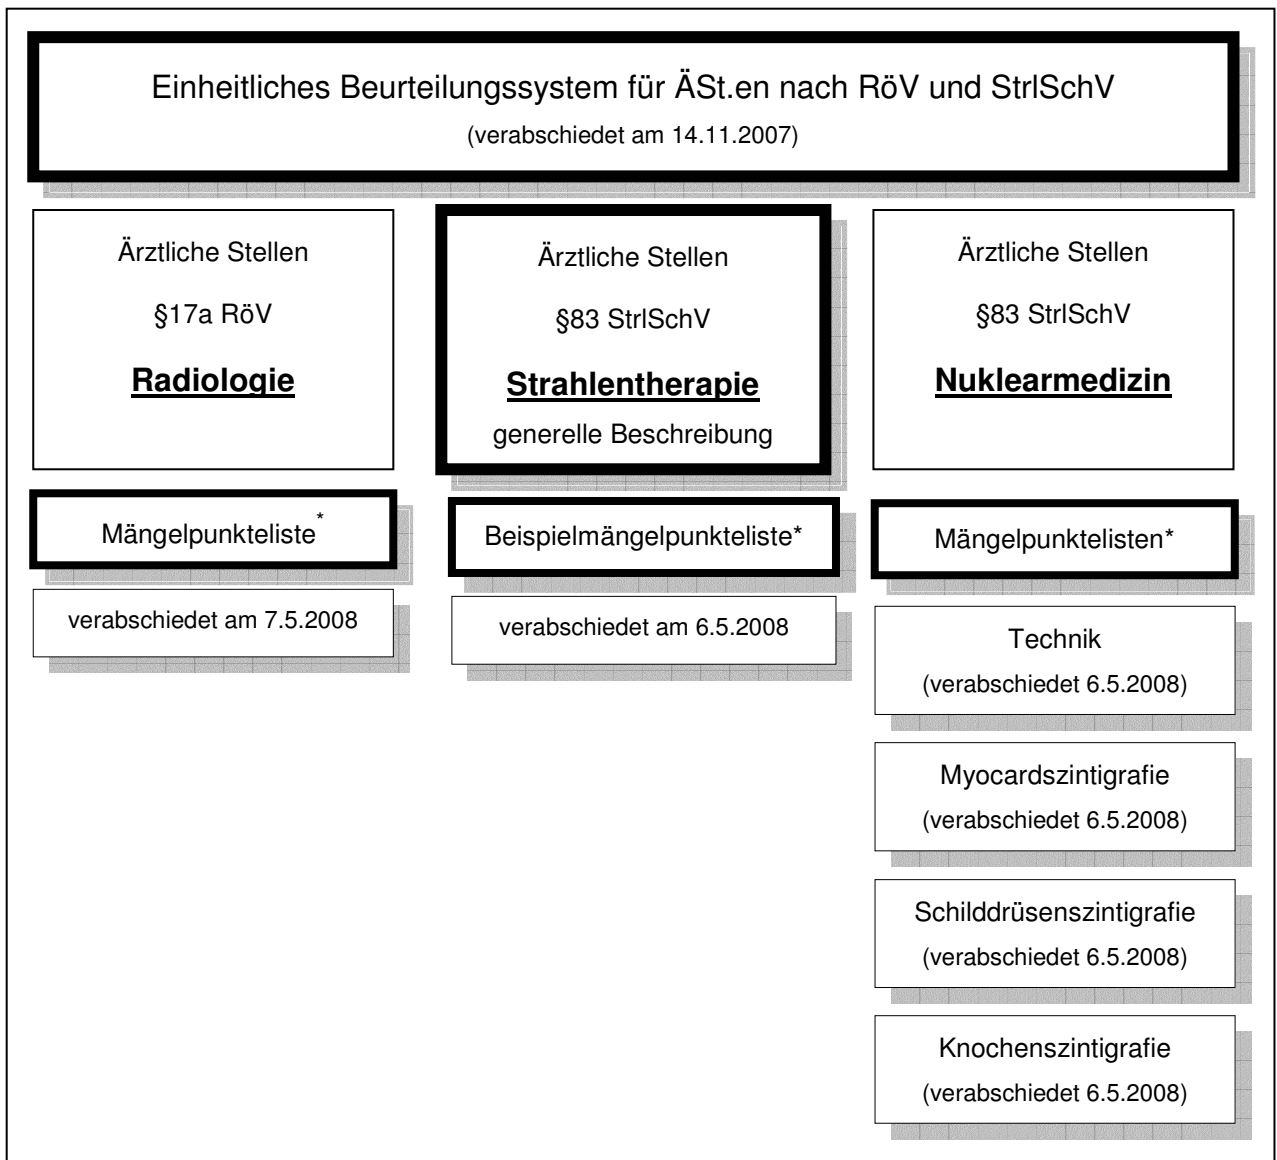 Einheitliches Beurteilungssystem für ÄSt.en nach RöV und StrlSchV
(verabschiedet am 14.11.2007)
Ärztliche Stellen
§17a RöV
Radiologie
Mängelpunkteliste*
verabschiedet am 7.5.2008
Ärztliche Stellen
§83 StrlSchV
Strahlentherapie
generelle Beschreibung
Beispielmängelpunkteliste*
verabschiedet am 6.5.2008
Ärztliche Stellen
§83 StrlSchV
Nuklearmedizin
Mängelpunktelisten*
Technik
(verabschiedet 6.5.2008)
Myocardszintigrafie
(verabschiedet 6.5.2008)
Schilddrüsenszintigrafie
(verabschiedet 6.5.2008)
Knochenszintigrafie
(verabschiedet 6.5.2008)